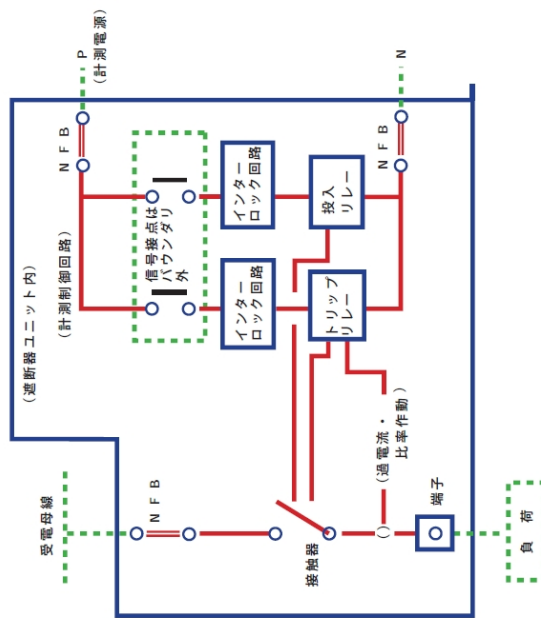 P
（計測電源）
N
N F B
N F B
（遮断器ユニット内）
（計測制御回路）
信号接点は
バウンダリ
外
インター
ロック回路
インター
ロック回路
投入
リレー
トリップ
リレー
（過電流・
比率作動）
受電母線
N F B
接触器
()
端子
負 荷